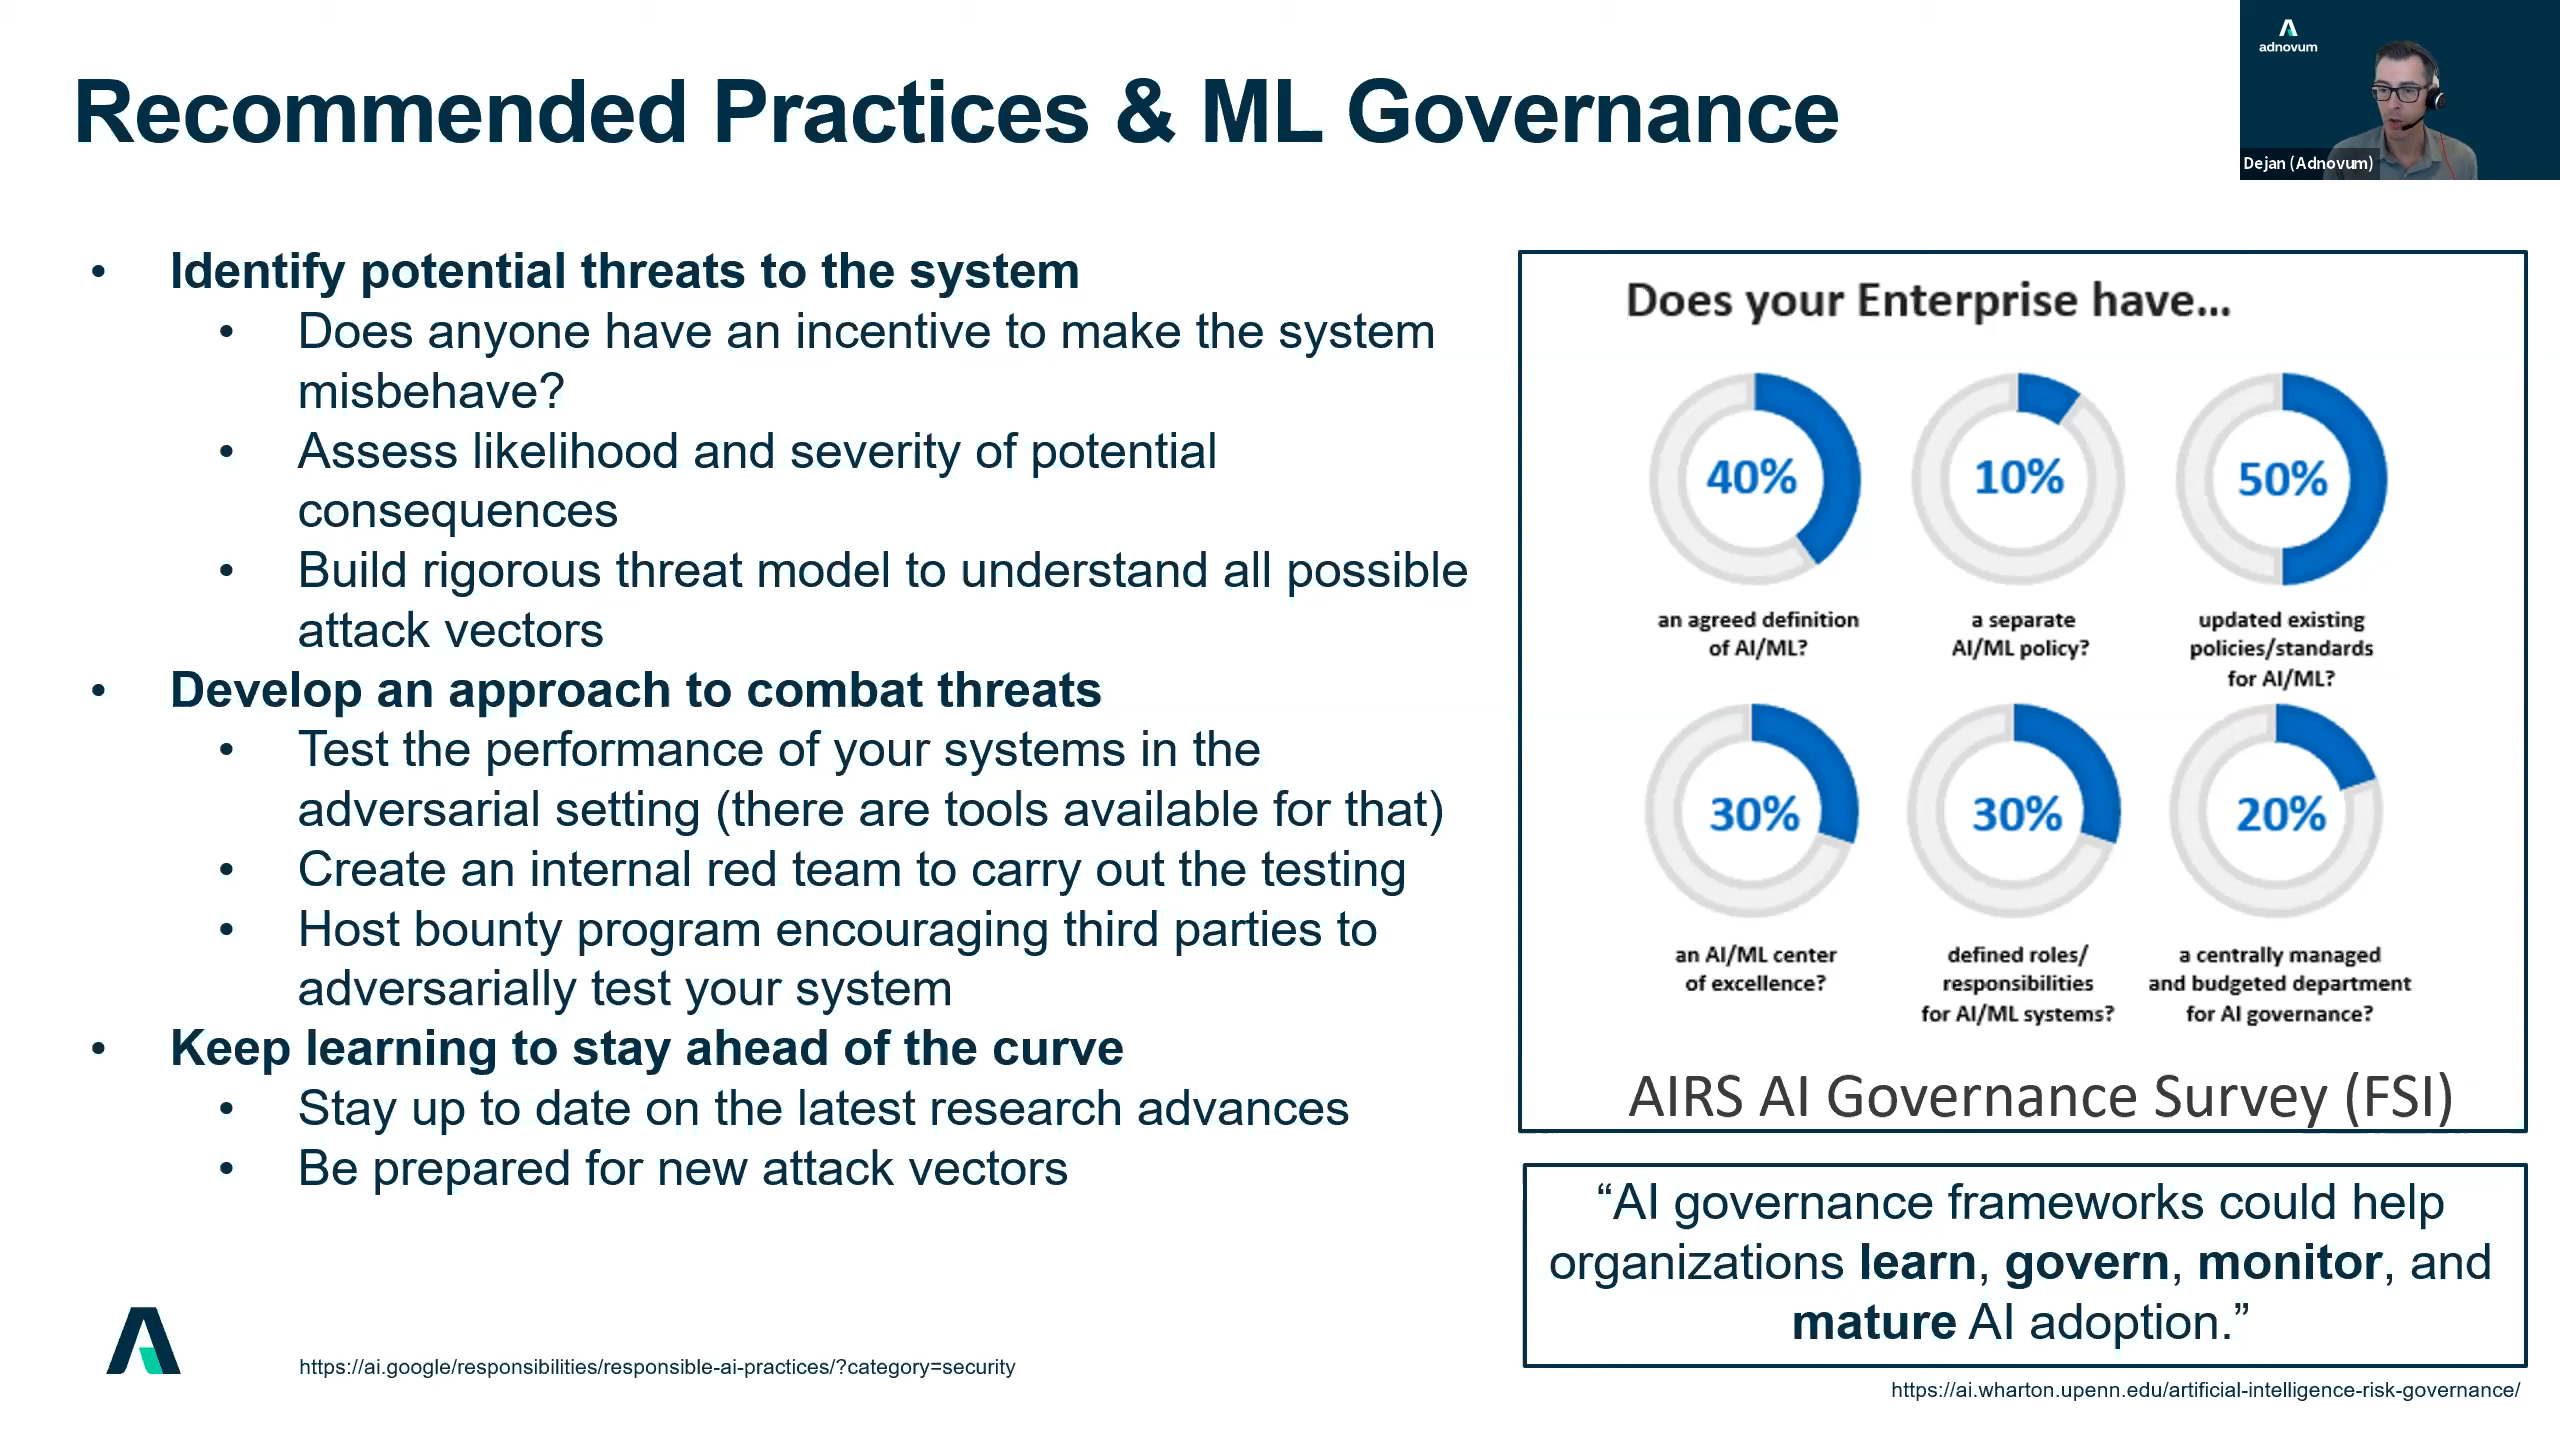 Recommended Practices & ML Governance
adnovum
Dejan (Adnovum)
• Identify potential threats to the system
• Does anyone have an incentive to make the system
misbehave?
• Assess likelihood and severity of potential
consequences
• Build rigorous threat model to understand all possible
attack vectors
• Develop an approach to combat threats
• Test the performance of your systems in the
adversarial setting (there are tools available for that)
• Create an internal red team to carry out the testing
• Host bounty program encouraging third parties to
adversarially test your system
• Keep learning to stay ahead of the curve
• Stay up to date on the latest research advances
• Be prepared for new attack vectors
https://ai.google/responsibilities/responsible-ai-practices/?category=security
Does your Enterprise have...
40%
an agreed definition
of AI/ML?
10%
a separate
AI/ML policy?
50%
updated existing
policies/standards
for AI/ML?
30%
an AI/ML center
of excellence?
30%
defined roles/
responsibilities
for AI/ML systems?
20%
a centrally managed
and budgeted department
for AI governance?
AIRS AI Governance Survey (FSI)
“AI governance frameworks could help
organizations learn, govern, monitor, and
mature AI adoption.”
https://ai.wharton.upenn.edu/artificial-intelligence-risk-governance/